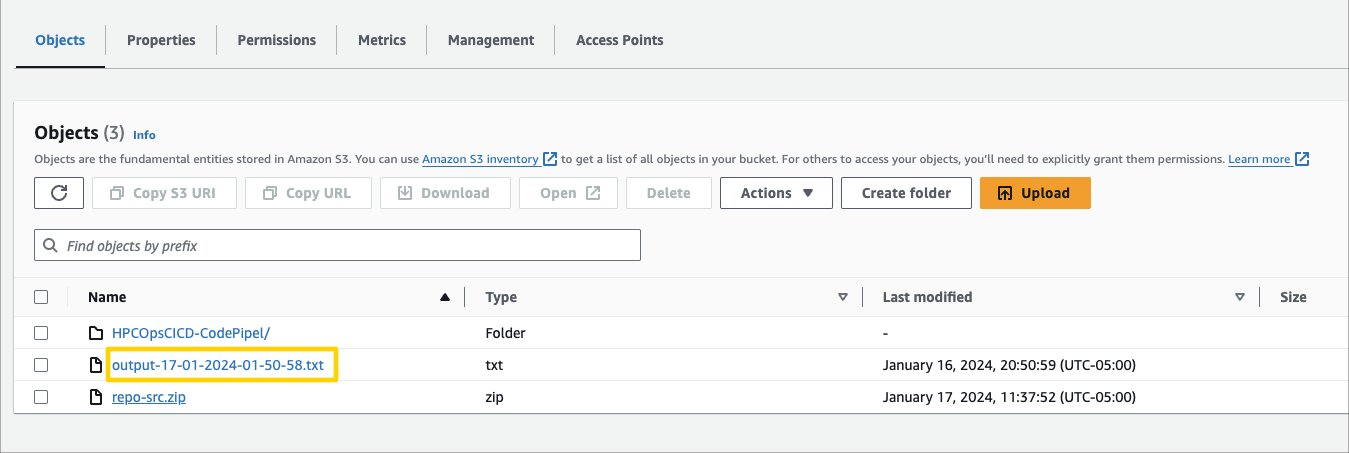 Objects Properties Permissions Metrics Management Access Points
Objects (3) Info
Objects are the fundamental entities stored in Amazon S3. You can use Amazon S3 inventory to get a list of all objects in your bucket. For others to access your objects, you'll need to explicitly grant them permissions. Learn more
Copy S3 URI Copy URL Download Open Delete Actions Create folder Upload
Find objects by prefix
Name Type Last modified Size
HPCOpsCICD-CodePipel/ Folder -
output-17-01-2024-01-50-58.txt txt January 16, 2024, 20:50:59 (UTC-05:00)
repo-src.zip zip January 17, 2024, 11:37:52 (UTC-05:00)